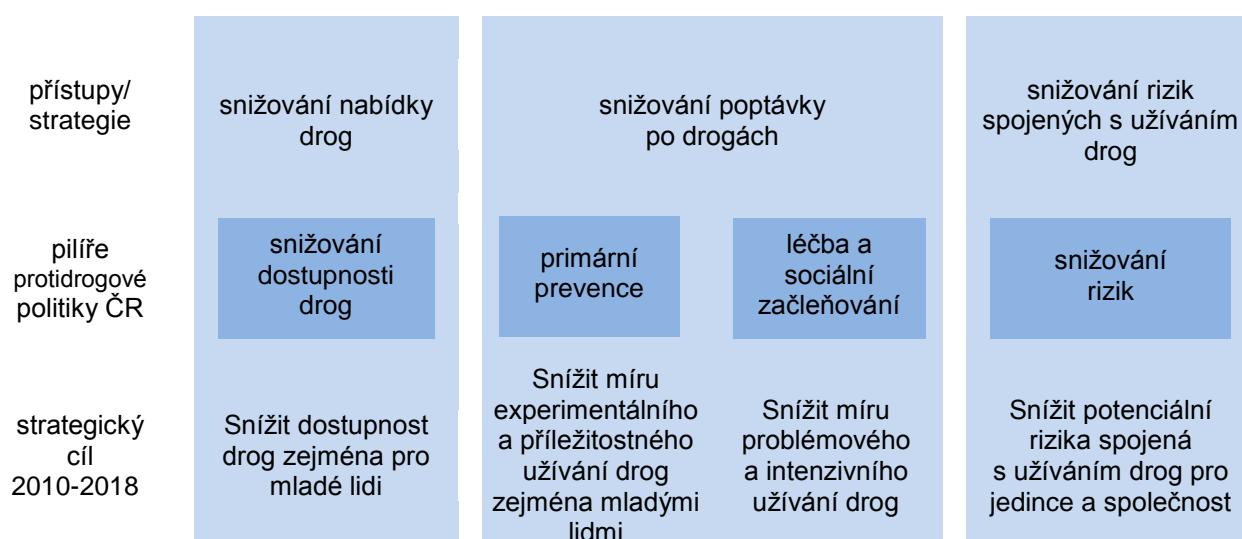 přístupy/
strategie
snižování nabídky
drog
snižování poptávky
po drogách
snižování rizik
spojených s užíváním
drog
pilíře
protidrogové
politiky ČR
snižování
dostupnosti
drog
primární
prevence
léčba a
sociální
začleňování
snižování
rizik
strategický
cíl
2010-2018
Snížit dostupnost
drog zejména pro
mladé lidi
Snížit míru
experimentálního
a příležitostného
užívání drog
zejména mladými
lidmi
Snížit míru
problémového
a intenzivního
užívání drog
Snížit potenciální
rizika spojená
s užíváním drog pro
jedince a společnost